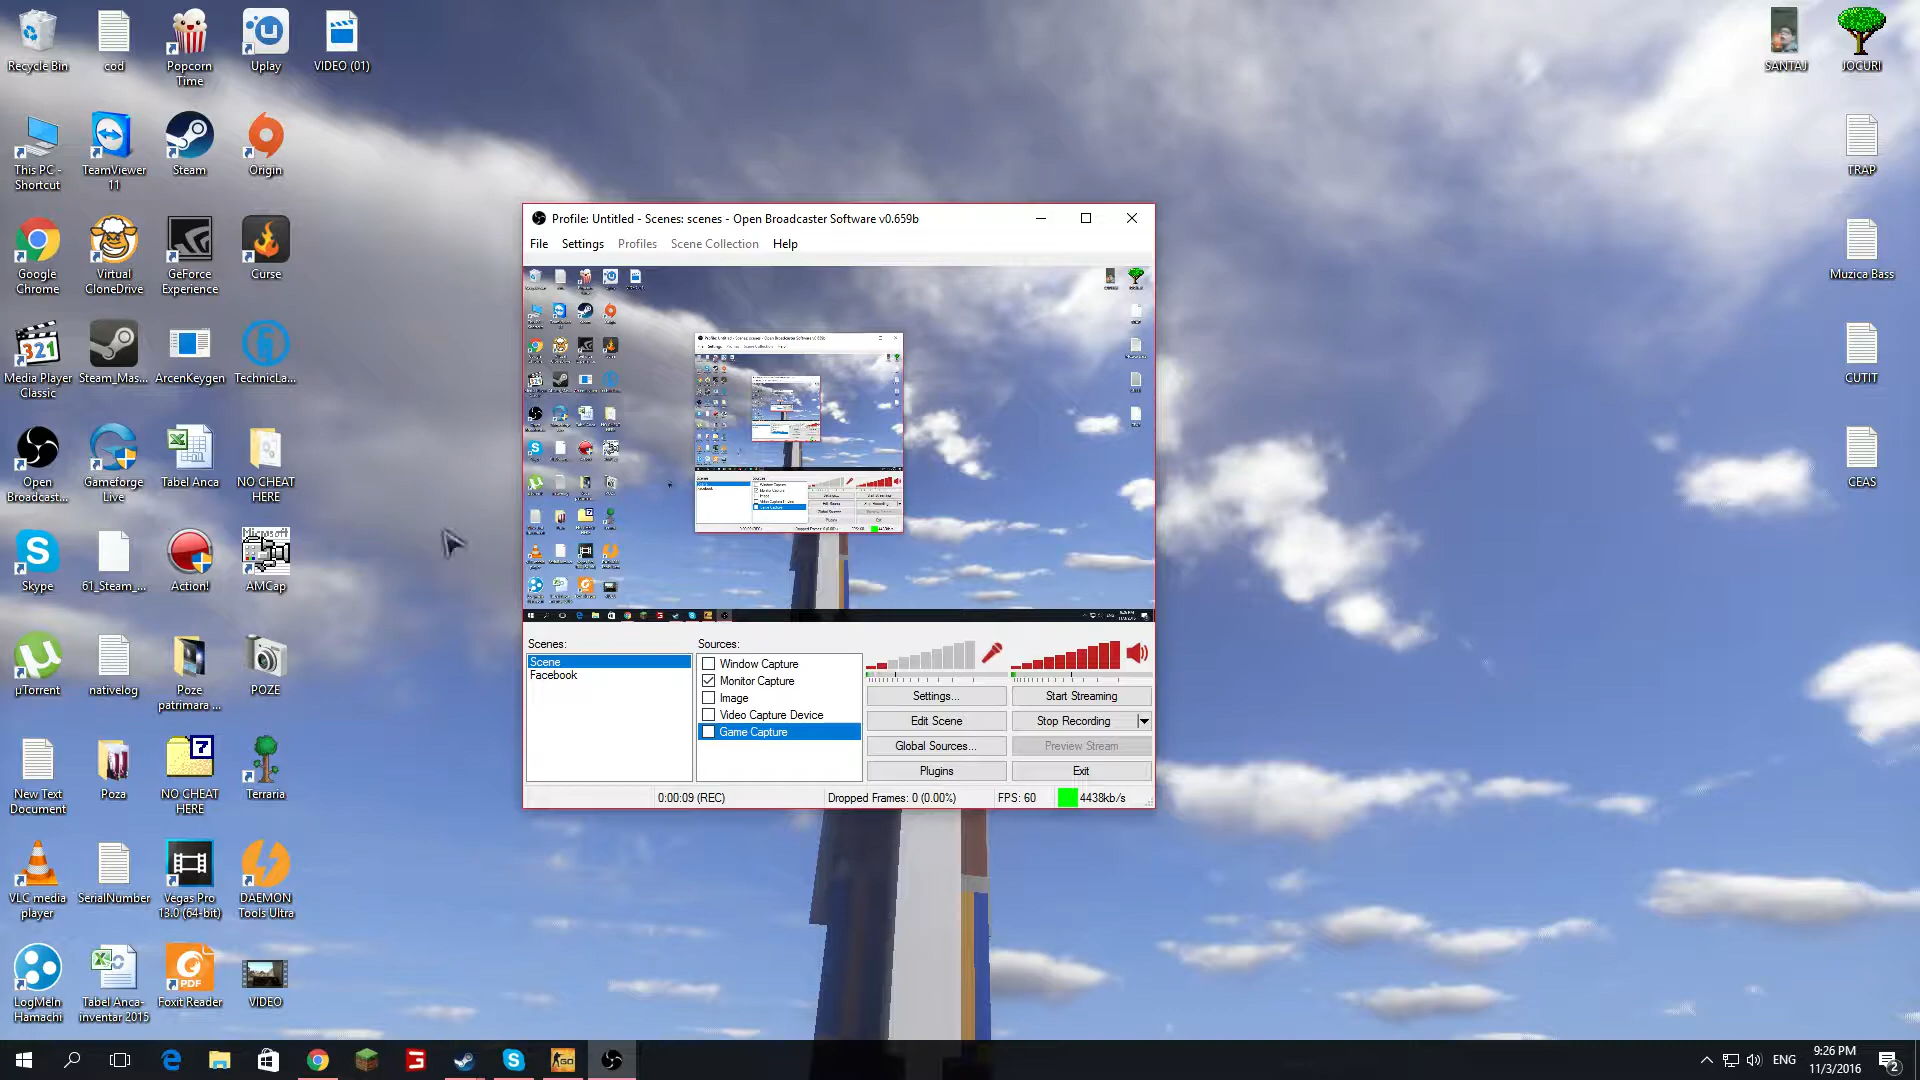 Recycle Bin
cod
Popcorn
Time
Uplay
VIDEO (01)
SANTAJ
JOCURI
This PC -
Shortcut
TeamViewer
11
Steam
Origin
TRAP
Google
Chrome
Virtual
CloneDrive
GeForce
Experience
Curse
Muzica Bass
Media Player
Classic
Steam_Mas...
ArcenKeygen
TechnicLa...
CUTIT
Open
Broadcast...
Gameforge
Live
Tabel Anca
NO CHEAT
HERE
CEAS
Skype
61_Steam_...
Action!
Microsoft
AMCap
µTorrent
nativelog
Poze
patrimara ...
POZE
New Text
Document
Poza
NO CHEAT
HERE
Terraria
VLC media
player
SerialNumber
Vegas Pro
13.0 (64-bit)
DAEMON
Tools Ultra
LogMeIn
Hamachi
Tabel Anca-
inventar 2015
Foxit Reader
VIDEO
Profile: Untitled - Scenes: scenes - Open Broadcaster Software v0.659b
File Settings Profiles Scene Collection Help
Scenes:
Scene
Facebook
Sources:
Window Capture
Monitor Capture
Image
Video Capture Device
Game Capture
Settings...
Start Streaming
Edit Scene
Stop Recording
Global Sources...
Preview Stream
Plugins
Exit
0:00:09 (REC)
Dropped Frames: 0 (0.00%)
FPS: 60
4438kb/s
ENG
9:26 PM
11/3/2016
2